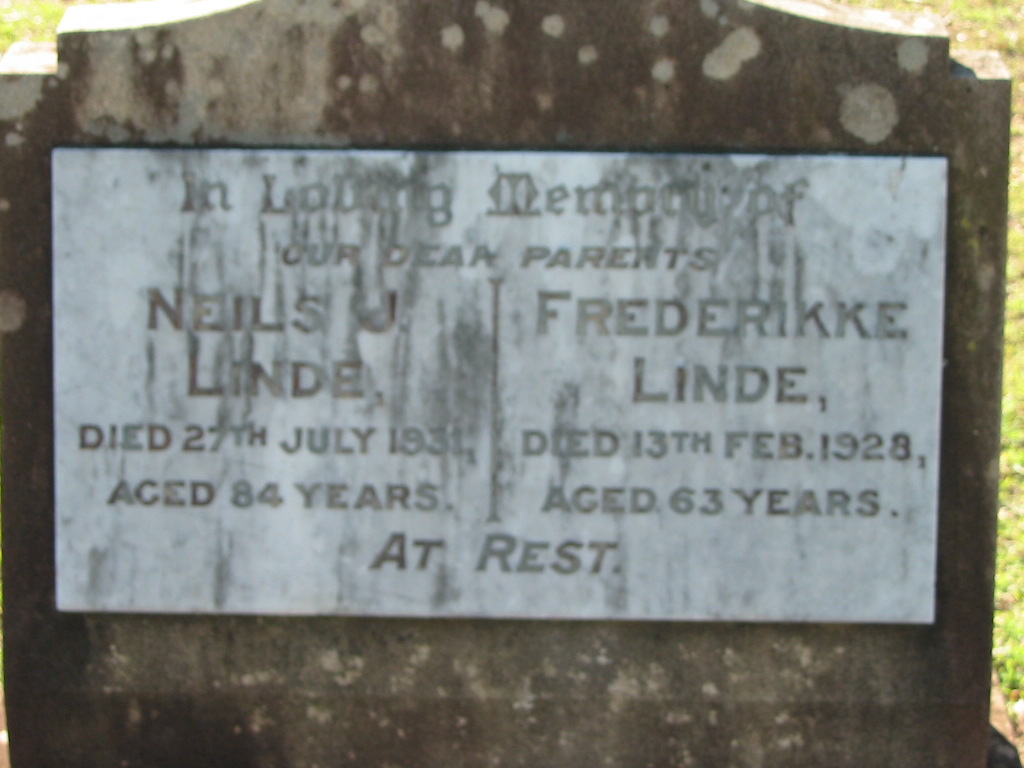 In Loving Memory of
OUR DEAR PARENTS
NEILS J.
LINDE,
DIED 27TH JULY 1931,
AGED 84 YEARS.
FREDERIKKE
LINDE,
DIED 13TH FEB. 1928,
AGED 63 YEARS.
AT REST.